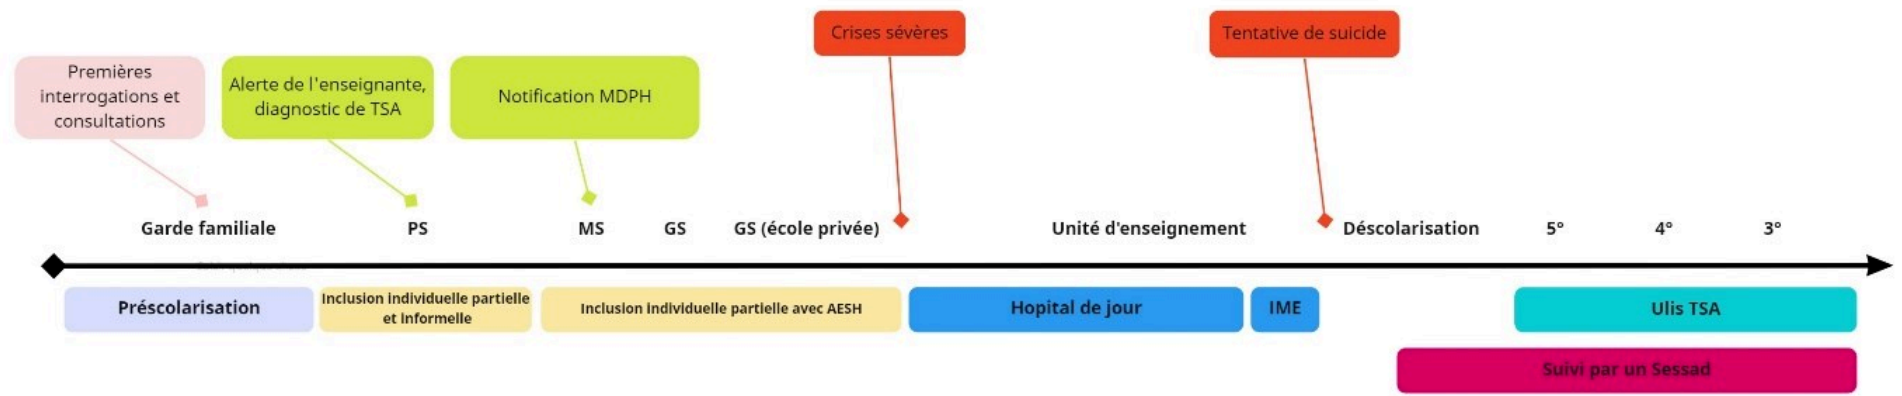 Crises sévères
Tentative de suicide
Premières
interrogations et
consultations
Alerte de l'enseignante,
diagnostic de TSA
Notification MDPH
Garde familiale
PS
MS
GS
GS (école privée)
Unité d'enseignement
Déscolarisation
5°
4°
3°
Préscolarisation
Inclusion individuelle partielle
et informelle
Inclusion individuelle partielle avec AESH
Hopital de jour
IME
Ulis TSA
Suivi par un Sessad